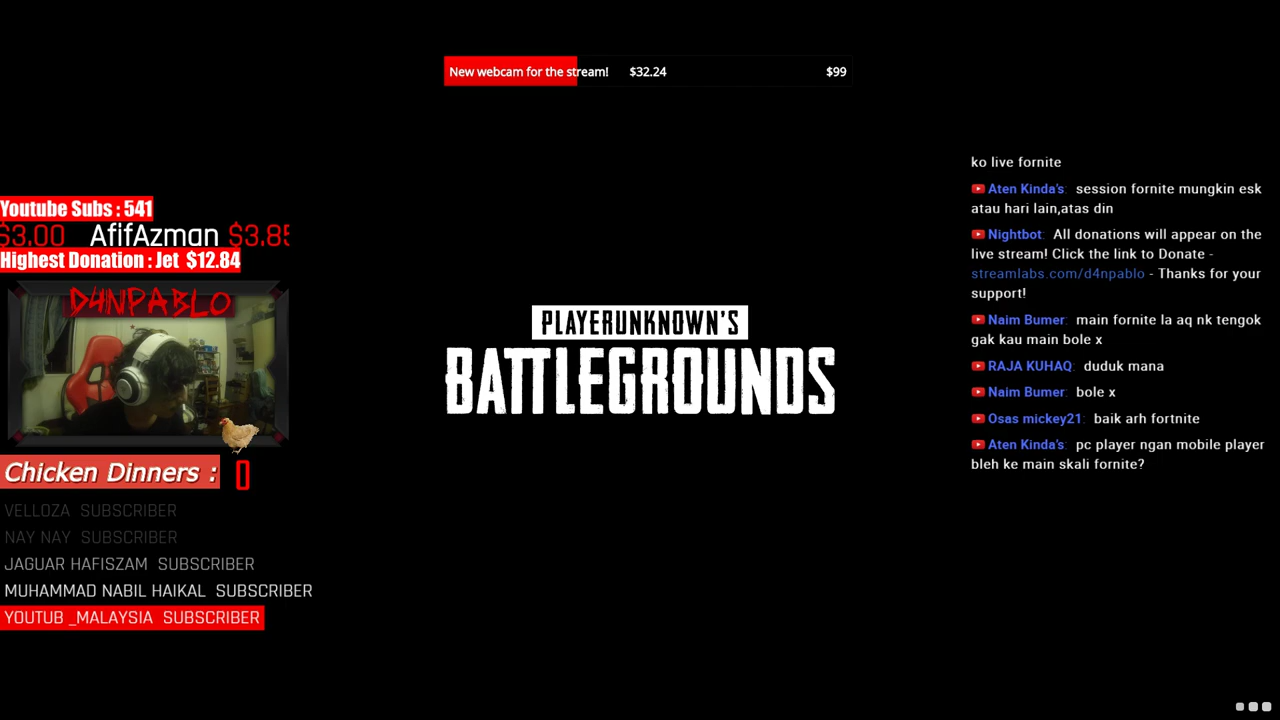 New webcam for the stream! $32.24 $99
Youtube Subs : 541
$3.00 AfifAzman $3.85
Highest Donation : Jet $12.84
D4NPABLO
Chicken Dinners : 0
VELLOZA SUBSCRIBER
NAY NAY SUBSCRIBER
JAGUAR HAFISZAM SUBSCRIBER
MUHAMMAD NABIL HAIKAL SUBSCRIBER
YOUTUB _MALAYSIA SUBSCRIBER
PLAYERUNKNOWN'S
BATTLEGROUNDS
ko live fornite
Aten Kinda's: session fornite mungkin esk
atau hari lain,atas din
Nightbot: All donations will appear on the
live stream! Click the link to Donate -
streamlabs.com/d4npablo - Thanks for your
support!
Naim Bumer: main fornite la aq nk tengok
gak kau main bole x
RAJA KUHAQ: duduk mana
Naim Bumer: bole x
Osas mickey21: baik arh fortnite
Aten Kinda's: pc player ngan mobile player
bleh ke main skali fornite?